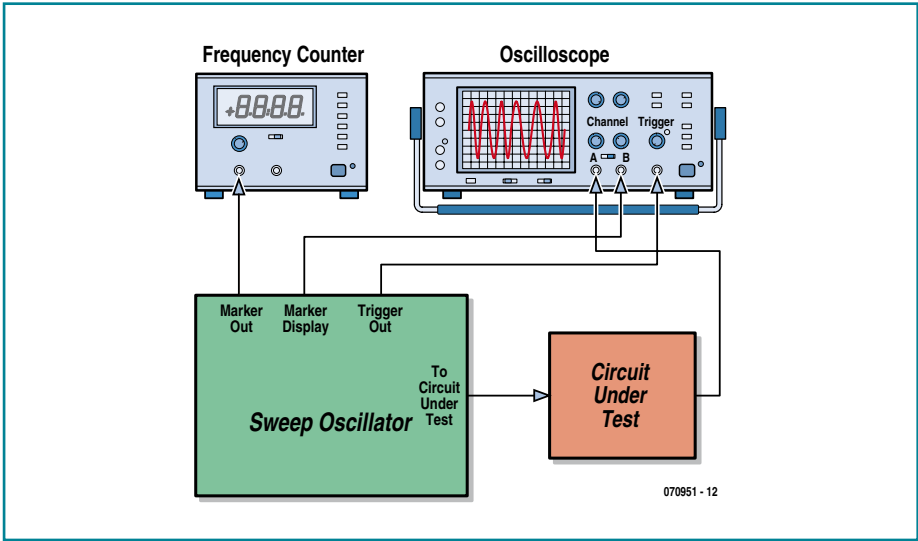 Frequency Counter
Oscilloscope
+8.8.8.8.
Channel
Trigger
A
B
Marker
Out
Marker
Display
Trigger
Out
To
Circuit
Under
Test
Sweep Oscillator
Circuit
Under
Test
070951 - 12